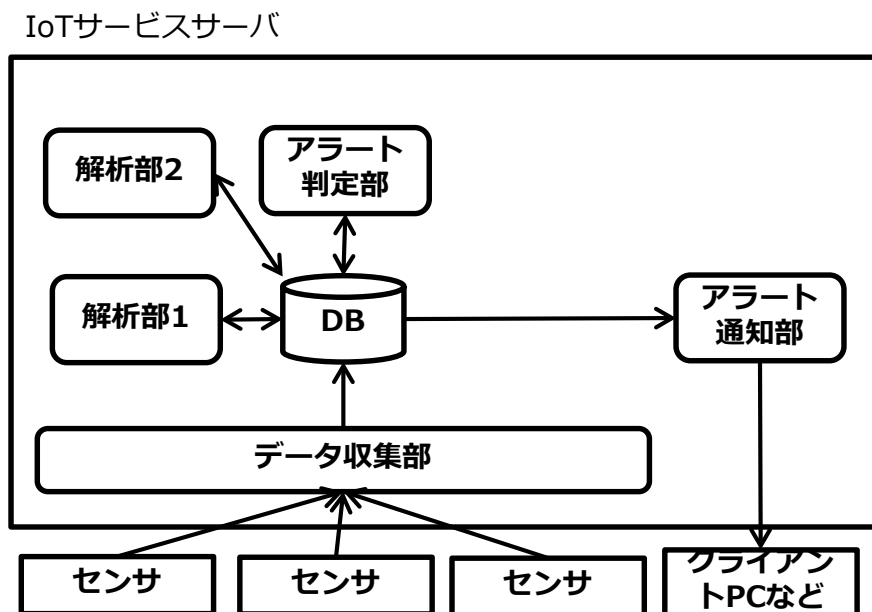 IoTサービスサーバ
解析部2
アラート
判定部
解析部1
DB
アラート
通知部
データ収集部
センサ
センサ
センサ
クライアン
トPCなど